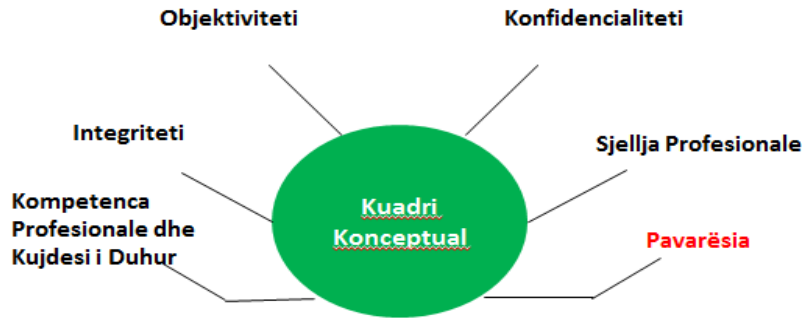 Objektiviteti
Konfidencialiteti
Integriteti
Sjellja Profesionale
Kompetenca
Profesionale dhe
Kujdesi i Duhur
Kuadri
Konceptual
Pavarësia